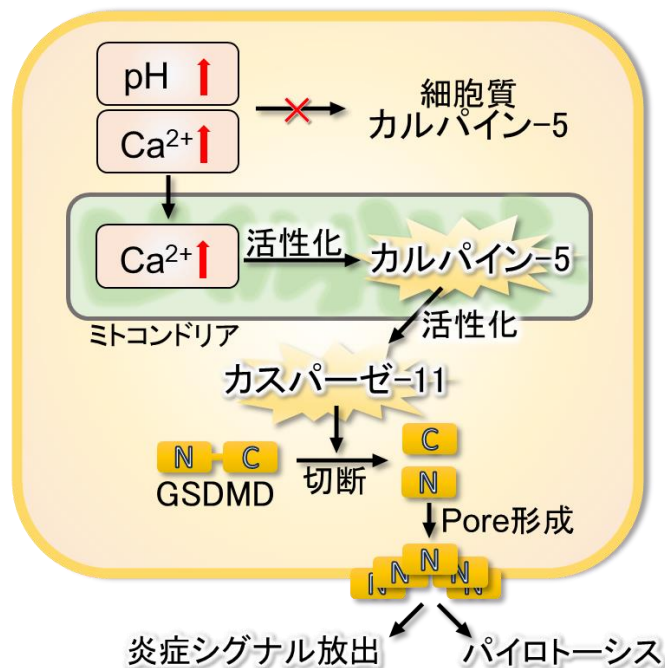 pH
Ca²⁺
細胞質
カルパイン-5
Ca²⁺
活性化
カルパイン-5
ミトコンドリア
活性化
カスパーゼ-11
N C
GSDMD
切断
C
N
Pore形成
N
N
N
N
N
炎症シグナル放出
パイロトーシス